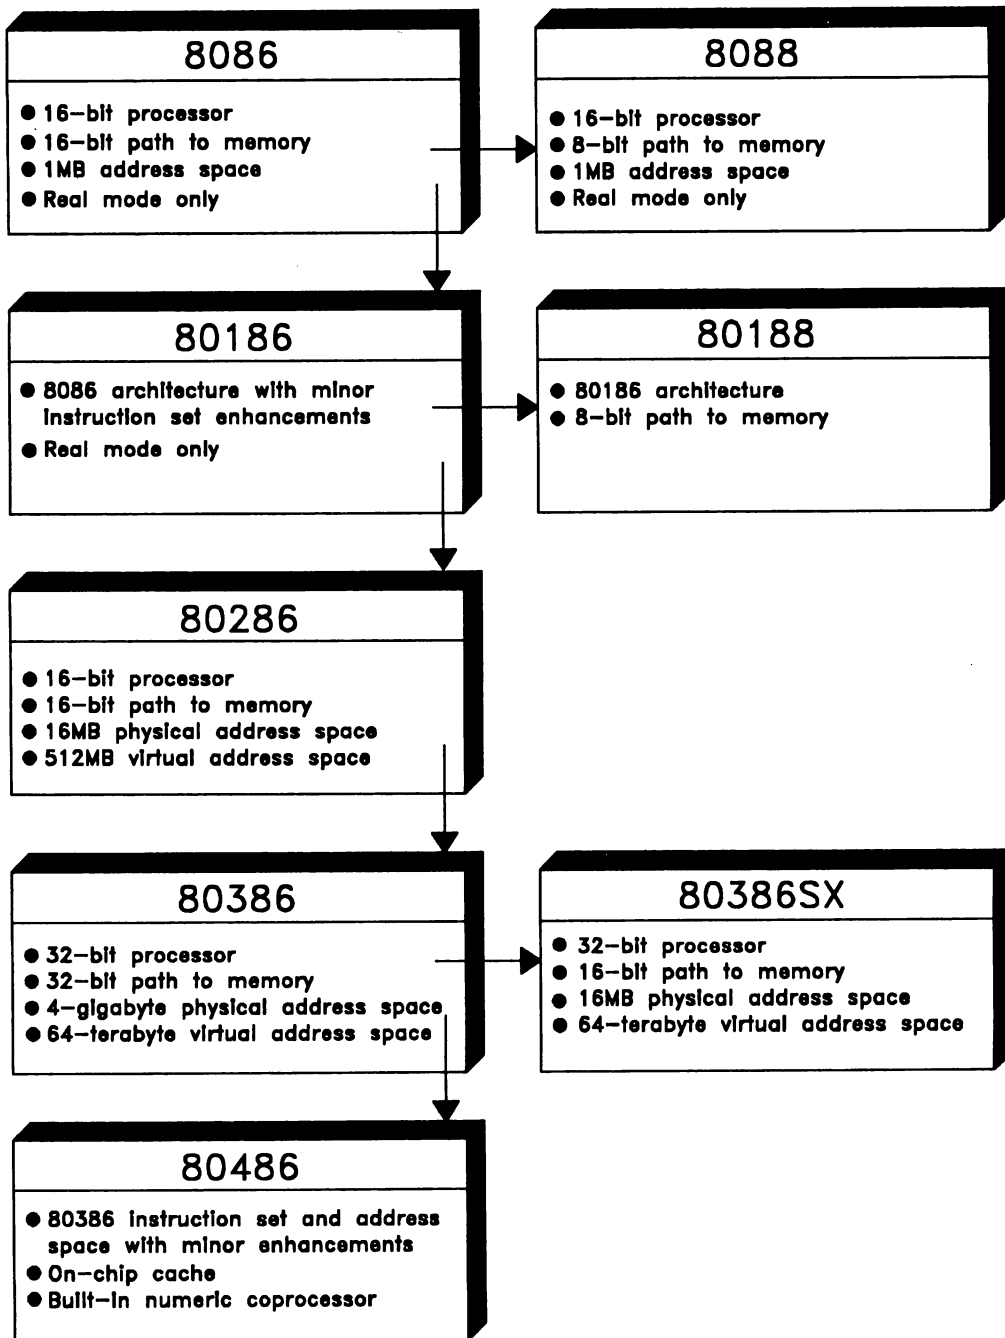 8086
● 16-bit processor
● 16-bit path to memory
● 1MB address space
● Real mode only
8088
● 16-bit processor
● 8-bit path to memory
● 1MB address space
● Real mode only
80186
● 8086 architecture with minor
instruction set enhancements
● Real mode only
80188
● 80186 architecture
● 8-bit path to memory
80286
● 16-bit processor
● 16-bit path to memory
● 16MB physical address space
● 512MB virtual address space
80386
● 32-bit processor
● 32-bit path to memory
● 4-gigabyte physical address space
● 64-terabyte virtual address space
80386SX
● 32-bit processor
● 16-bit path to memory
● 16MB physical address space
● 64-terabyte virtual address space
80486
● 80386 instruction set and address
space with minor enhancements
● On-chip cache
● Built-in numeric coprocessor